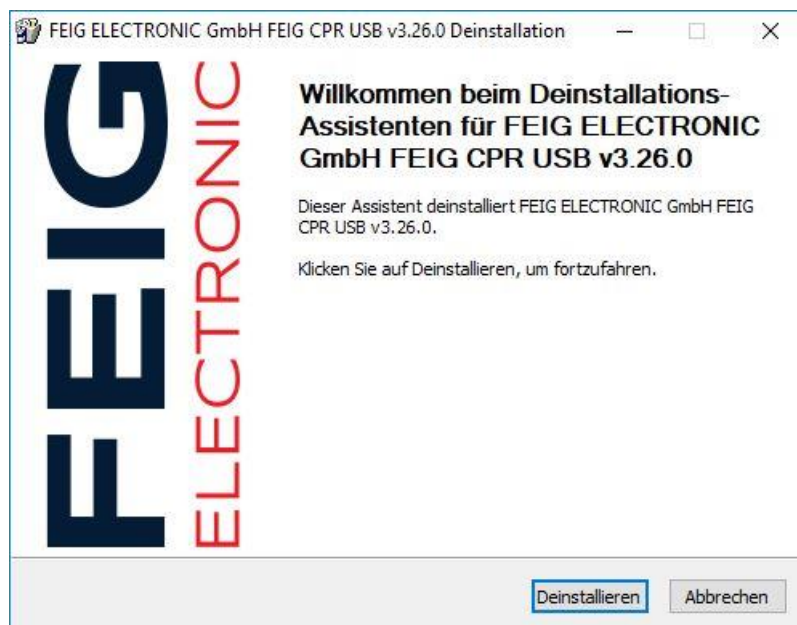 FEIG ELECTRONIC GmbH FEIG CPR USB v3.26.0 Deinstallation
FEIG
ELECTRONIC
Willkommen beim Deinstallations-
Assistenten für FEIG ELECTRONIC
GmbH FEIG CPR USB v3.26.0
Dieser Assistent deinstalliert FEIG ELECTRONIC GmbH FEIG
CPR USB v3.26.0.
Klicken Sie auf Deinstallieren, um fortzufahren.
Deinstallieren
Abbrechen